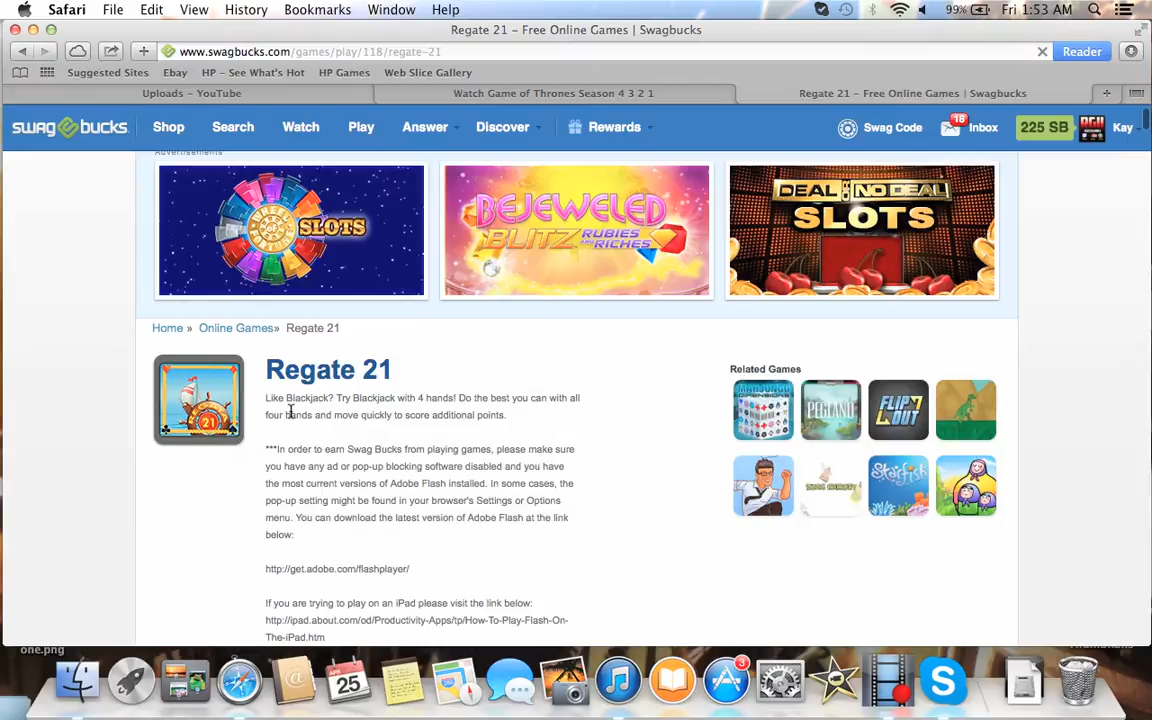 Safari File Edit View History Bookmarks Window Help 99% Fri 1:53 AM
Regate 21 – Free Online Games | Swagbucks
www.swagbucks.com/games/play/118/regate-21 Reader
Suggested Sites Ebay HP - See What's Hot HP Games Web Slice Gallery
Uploads - YouTube Watch Game of Thrones Season 4 3 2 1 Regate 21 – Free Online Games | Swagbucks
swagbucks Shop Search Watch Play Answer Discover Rewards Swag Code 18 Inbox 225 SB Kay
Advertisements
SLOTS
BEJEWELED
BLITZ RUBIES AND RICHES
DEAL NO DEAL
SLOTS
Home » Online Games» Regate 21
21
Regate 21
Like Blackjack? Try Blackjack with 4 hands! Do the best you can with all
four hands and move quickly to score additional points.
***In order to earn Swag Bucks from playing games, please make sure
you have any ad or pop-up blocking software disabled and you have
the most current versions of Adobe Flash installed. In some cases, the
pop-up setting might be found in your browser's Settings or Options
menu. You can download the latest version of Adobe Flash at the link
below:
http://get.adobe.com/flashplayer/
If you are trying to play on an iPad please visit the link below:
http://ipad.about.com/od/Productivity-Apps/tp/How-To-Play-Flash-On-
The-iPad.htm
Related Games
MAHJONGG
DIMENSIONS
PEGLAND
FLIP
OUT
Starfish
one.png
25
3